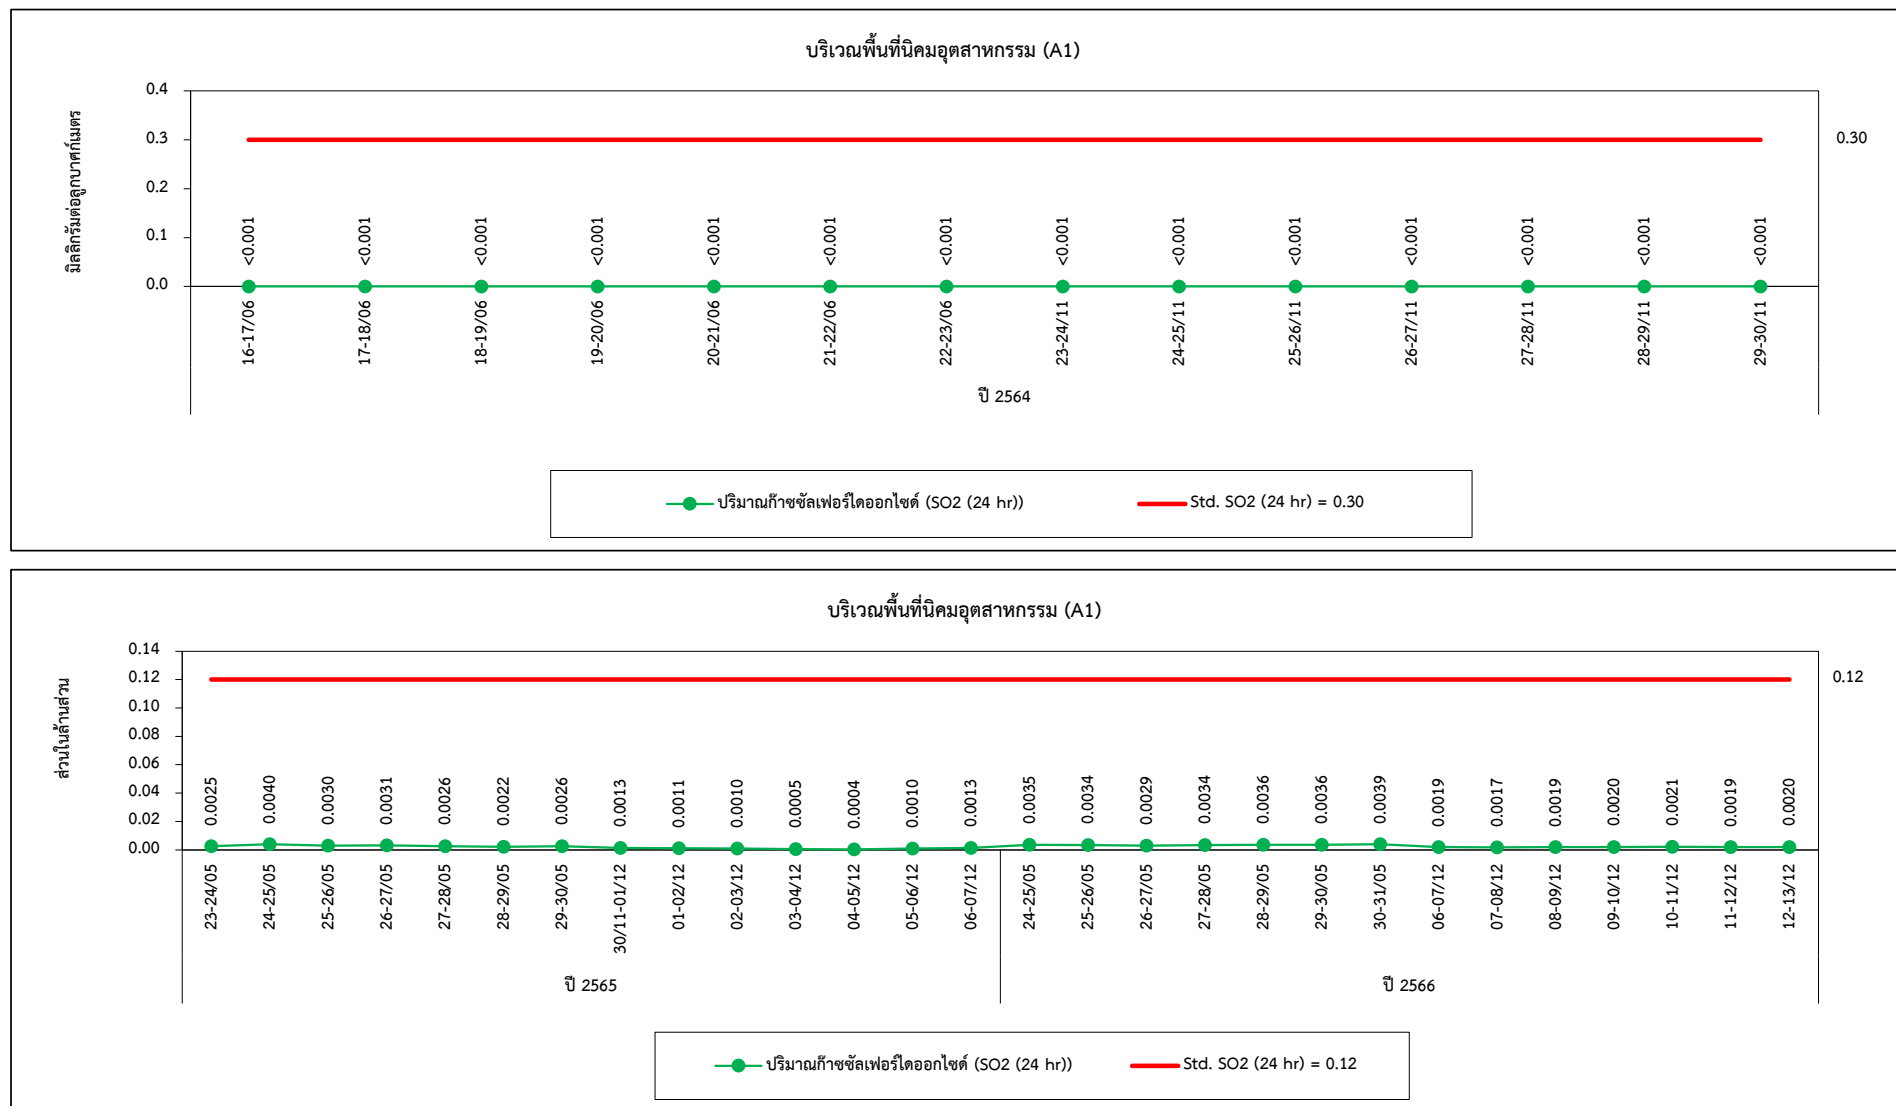 บริเวณพื้นที่นิคมอุตสาหกรรม (A1)
มิลลิกรัมต่อลูกบาศก์เมตร
0.4
0.3
0.2
0.1
0.0
0.30
<0.001 <0.001 <0.001 <0.001 <0.001 <0.001 <0.001 <0.001 <0.001 <0.001 <0.001 <0.001 <0.001 <0.001
16-17/06 17-18/06 18-19/06 19-20/06 20-21/06 21-22/06 22-23/06 23-24/11 24-25/11 25-26/11 26-27/11 27-28/11 28-29/11 29-30/11
ปี 2564
ปริมาณก๊าซซัลเฟอร์ไดออกไซด์ (SO2 (24 hr)) Std. SO2 (24 hr) = 0.30
บริเวณพื้นที่นิคมอุตสาหกรรม (A1)
ส่วนในล้านส่วน
0.14
0.12
0.10
0.08
0.06
0.04
0.02
0.00
0.12
0.0025 0.0040 0.0030 0.0031 0.0026 0.0022 0.0026 0.0013 0.0011 0.0010 0.0005 0.0004 0.0010 0.0013 0.0035 0.0034 0.0029 0.0034 0.0036 0.0036 0.0039 0.0019 0.0017 0.0019 0.0020 0.0021 0.0019 0.0020
23-24/05 24-25/05 25-26/05 26-27/05 27-28/05 28-29/05 29-30/05 30/11-01/12 01-02/12 02-03/12 03-04/12 04-05/12 05-06/12 06-07/12 24-25/05 25-26/05 26-27/05 27-28/05 28-29/05 29-30/05 30-31/05 06-07/12 07-08/12 08-09/12 09-10/12 10-11/12 11-12/12 12-13/12
ปี 2565 ปี 2566
ปริมาณก๊าซซัลเฟอร์ไดออกไซด์ (SO2 (24 hr)) Std. SO2 (24 hr) = 0.12